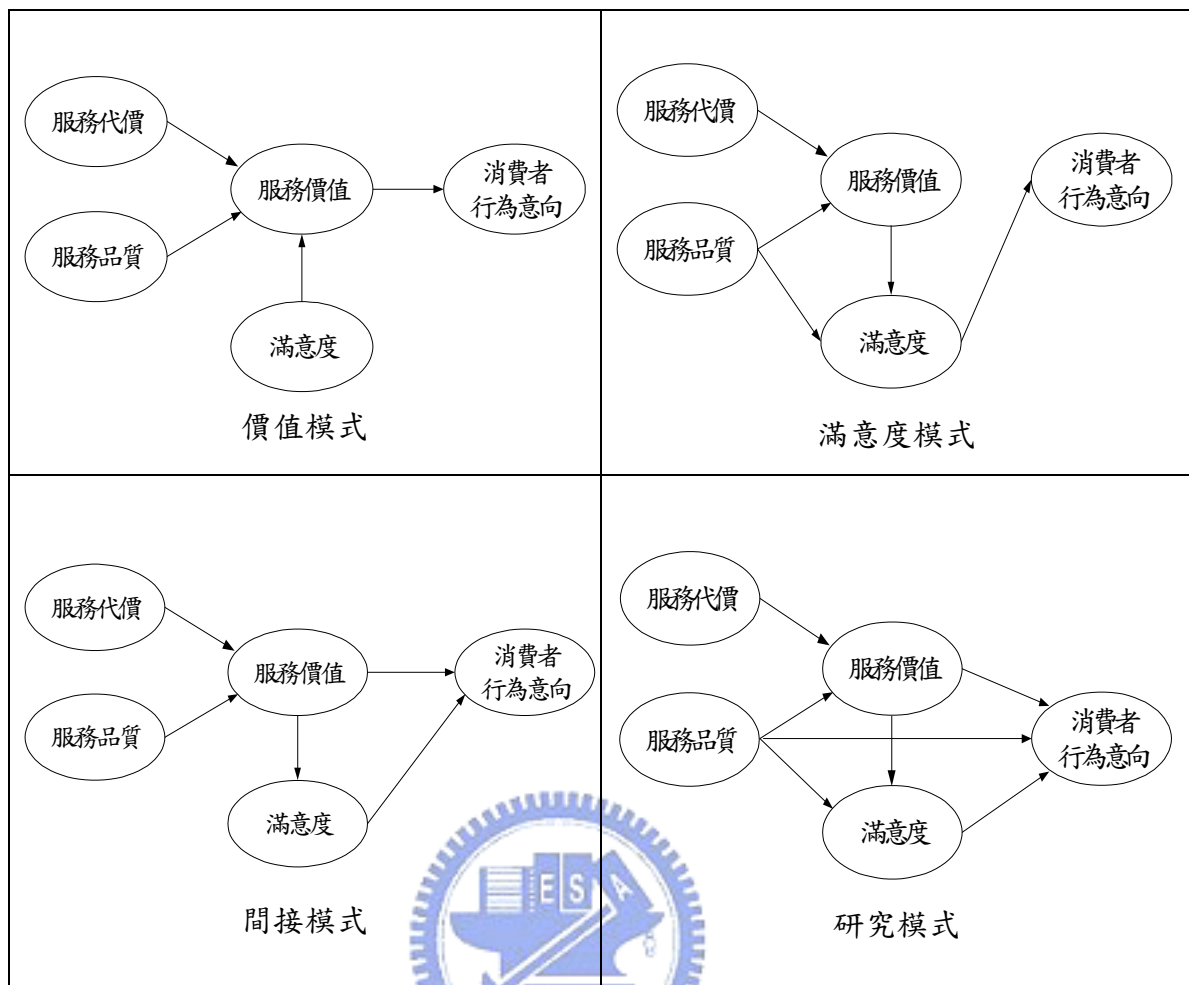 服務代價
服務價值
消費者
行為意向
服務品質
滿意度
價值模式
服務代價
服務價值
消費者
行為意向
服務品質
滿意度
滿意度模式
服務代價
服務價值
消費者
行為意向
服務品質
滿意度
間接模式
服務代價
服務價值
消費者
行為意向
服務品質
滿意度
研究模式
E S A